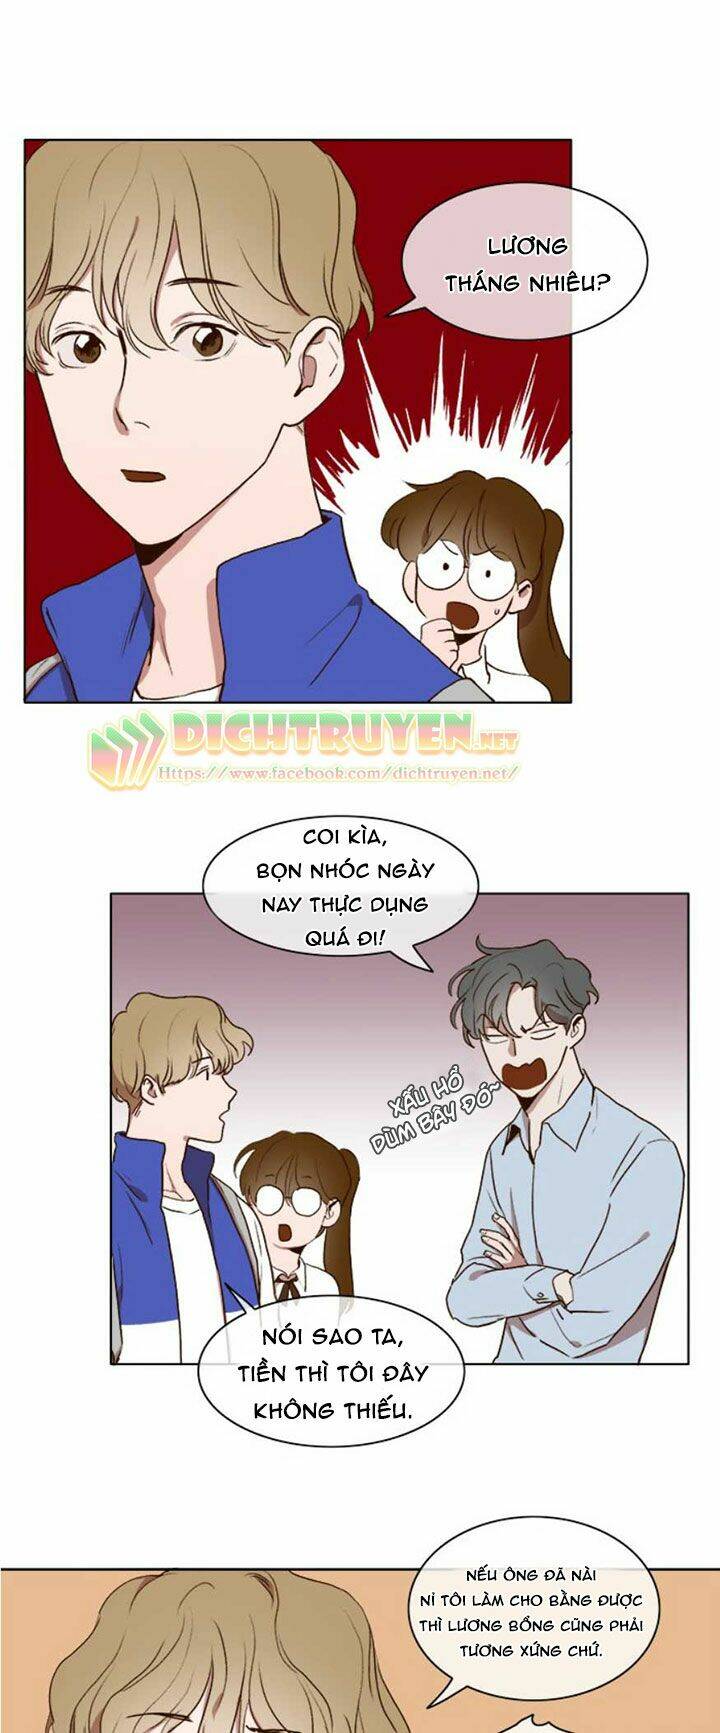 LƯƠNG
THÁNG NHIÊU?
DICHTRUYEN.NET
Https://www.facebook.com/dichtruyen.net/
COI KÌA,
BỌN NHÓC NGÀY
NAY THỰC DỤNG
QUÁ ĐI!
XẤU HỔ
DÙM BÂY ĐÓ~
NÓI SAO TA,
TIỀN THÌ TÔI ĐÂY
KHÔNG THIẾU.
NẾU ÔNG ĐÃ NÀI
NỈ TÔI LÀM CHO BẰNG ĐƯỢC
THÌ LƯƠNG BỔNG CŨNG PHẢI
TƯƠNG XỨNG CHỨ.